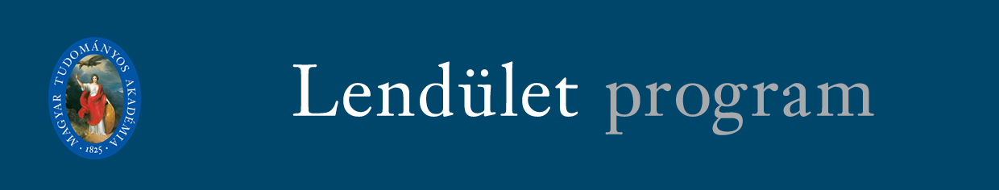 MAGYAR TUDOMÁNYOS AKADÉMIA
· 1825 ·
Lendület program